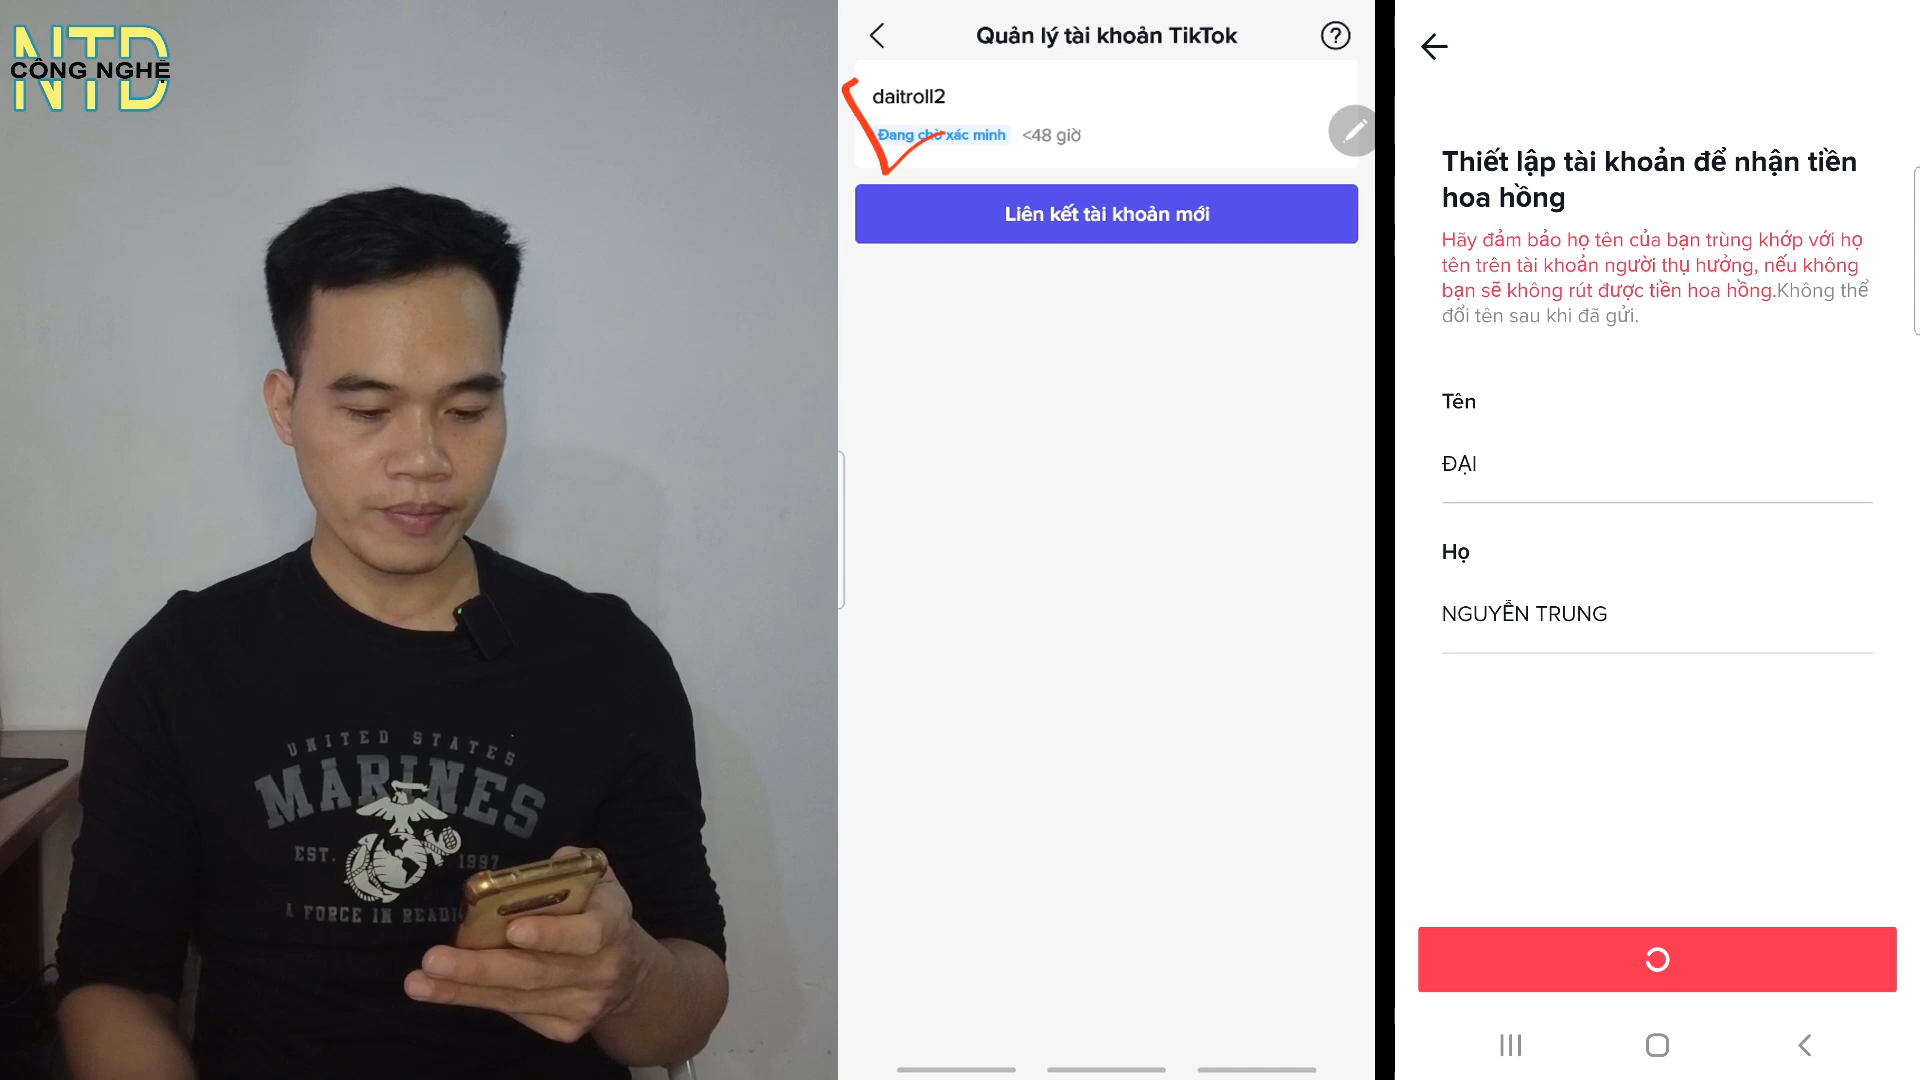 NTD
CÔNG NGHỆ
UNITED STATES
MARINES
EST.
1997
A FORCE IN READI
Quản lý tài khoản TikTok
daitroll2
Đang chờ xác minh <48 giờ
Liên kết tài khoản mới
Thiết lập tài khoản để nhận tiền
hoa hồng
Hãy đảm bảo họ tên của bạn trùng khớp với họ
tên trên tài khoản người thụ hưởng, nếu không
bạn sẽ không rút được tiền hoa hồng.Không thể
đổi tên sau khi đã gửi.
Tên
ĐẠI
Họ
NGUYỄN TRUNG